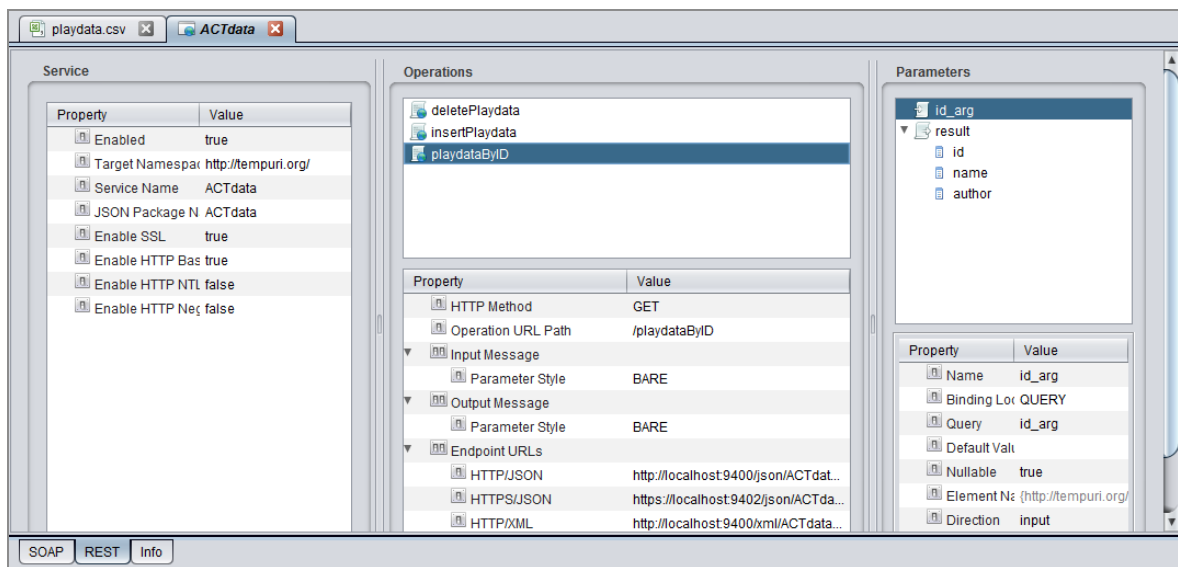 playdata.csv
ACTdata
Service
Property Value
Enabled true
Target Namespac http://tempuri.org/
Service Name ACTdata
JSON Package N ACTdata
Enable SSL true
Enable HTTP Bas true
Enable HTTP NTL false
Enable HTTP Neg false
Operations
deletePlaydata
insertPlaydata
playdataByID
Property Value
HTTP Method GET
Operation URL Path /playdataByID
Input Message
Parameter Style BARE
Output Message
Parameter Style BARE
Endpoint URLs
HTTP/JSON http://localhost:9400/json/ACTdat...
HTTPS/JSON https://localhost:9402/json/ACTda...
HTTP/XML http://localhost:9400/xml/ACTdata...
Parameters
id_arg
result
id
name
author
Property Value
Name id_arg
Binding Loc QUERY
Query id_arg
Default Valu
Nullable true
Element Na {http://tempuri.org/
Direction input
SOAP REST Info